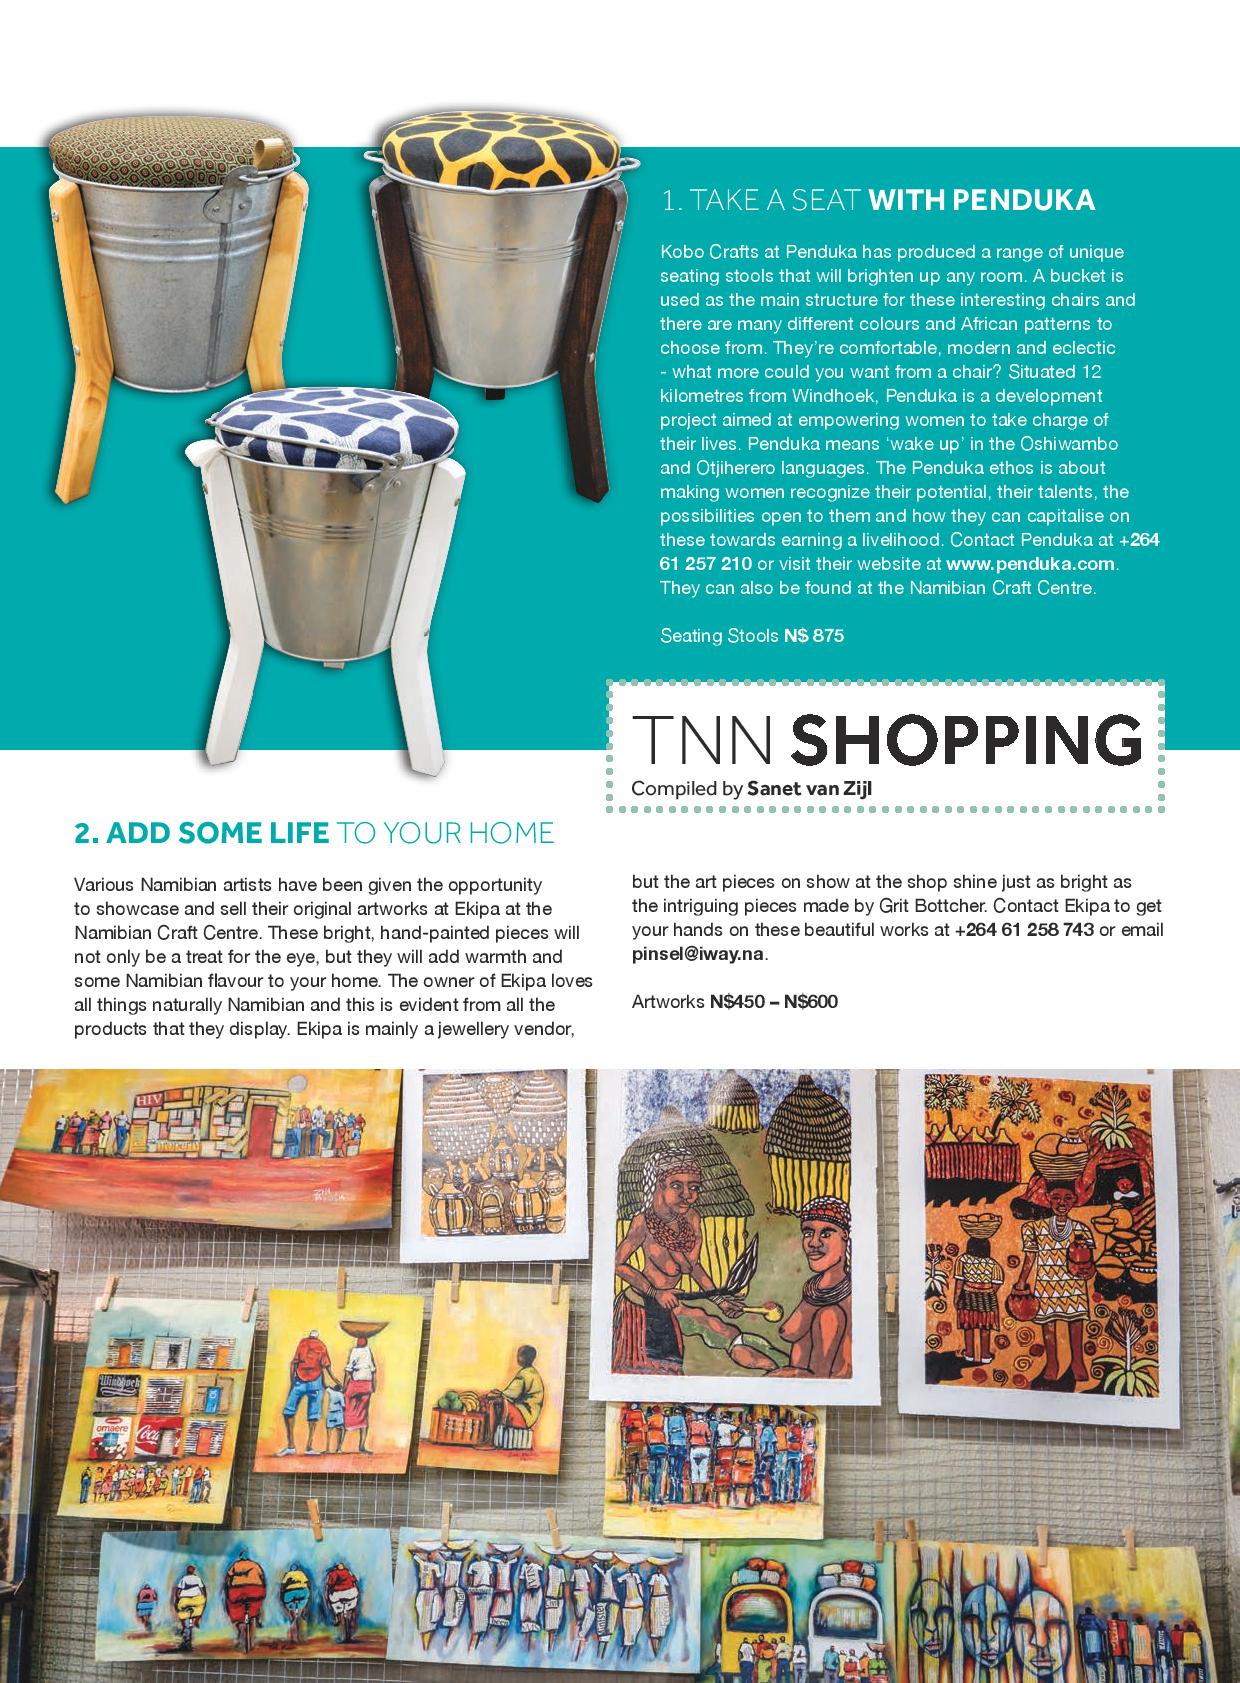 1. TAKE A SEAT WITH PENDUKA
Kobo Crafts at Penduka has produced a range of unique
seating stools that will brighten up any room. A bucket is
used as the main structure for these interesting chairs and
there are many different colours and African patterns to
choose from. They're comfortable, modern and eclectic
- what more could you want from a chair? Situated 12
kilometres from Windhoek, Penduka is a development
project aimed at empowering women to take charge of
their lives. Penduka means ‘wake up’ in the Oshiwambo
and Otjiherero languages. The Penduka ethos is about
making women recognize their potential, their talents, the
possibilities open to them and how they can capitalise on
these towards earning a livelihood. Contact Penduka at +264
61 257 210 or visit their website at www.penduka.com.
They can also be found at the Namibian Craft Centre.
Seating Stools N$ 875
TNN SHOPPING
Compiled by Sanet van Zijl
2. ADD SOME LIFE TO YOUR HOME
Various Namibian artists have been given the opportunity
to showcase and sell their original artworks at Ekipa at the
Namibian Craft Centre. These bright, hand-painted pieces will
not only be a treat for the eye, but they will add warmth and
some Namibian flavour to your home. The owner of Ekipa loves
all things naturally Namibian and this is evident from all the
products that they display. Ekipa is mainly a jewellery vendor,
but the art pieces on show at the shop shine just as bright as
the intriguing pieces made by Grit Bottcher. Contact Ekipa to get
your hands on these beautiful works at +264 61 258 743 or email
pinsel@iway.na.
Artworks N$450 – N$600
HIV
Windhoek
omaere